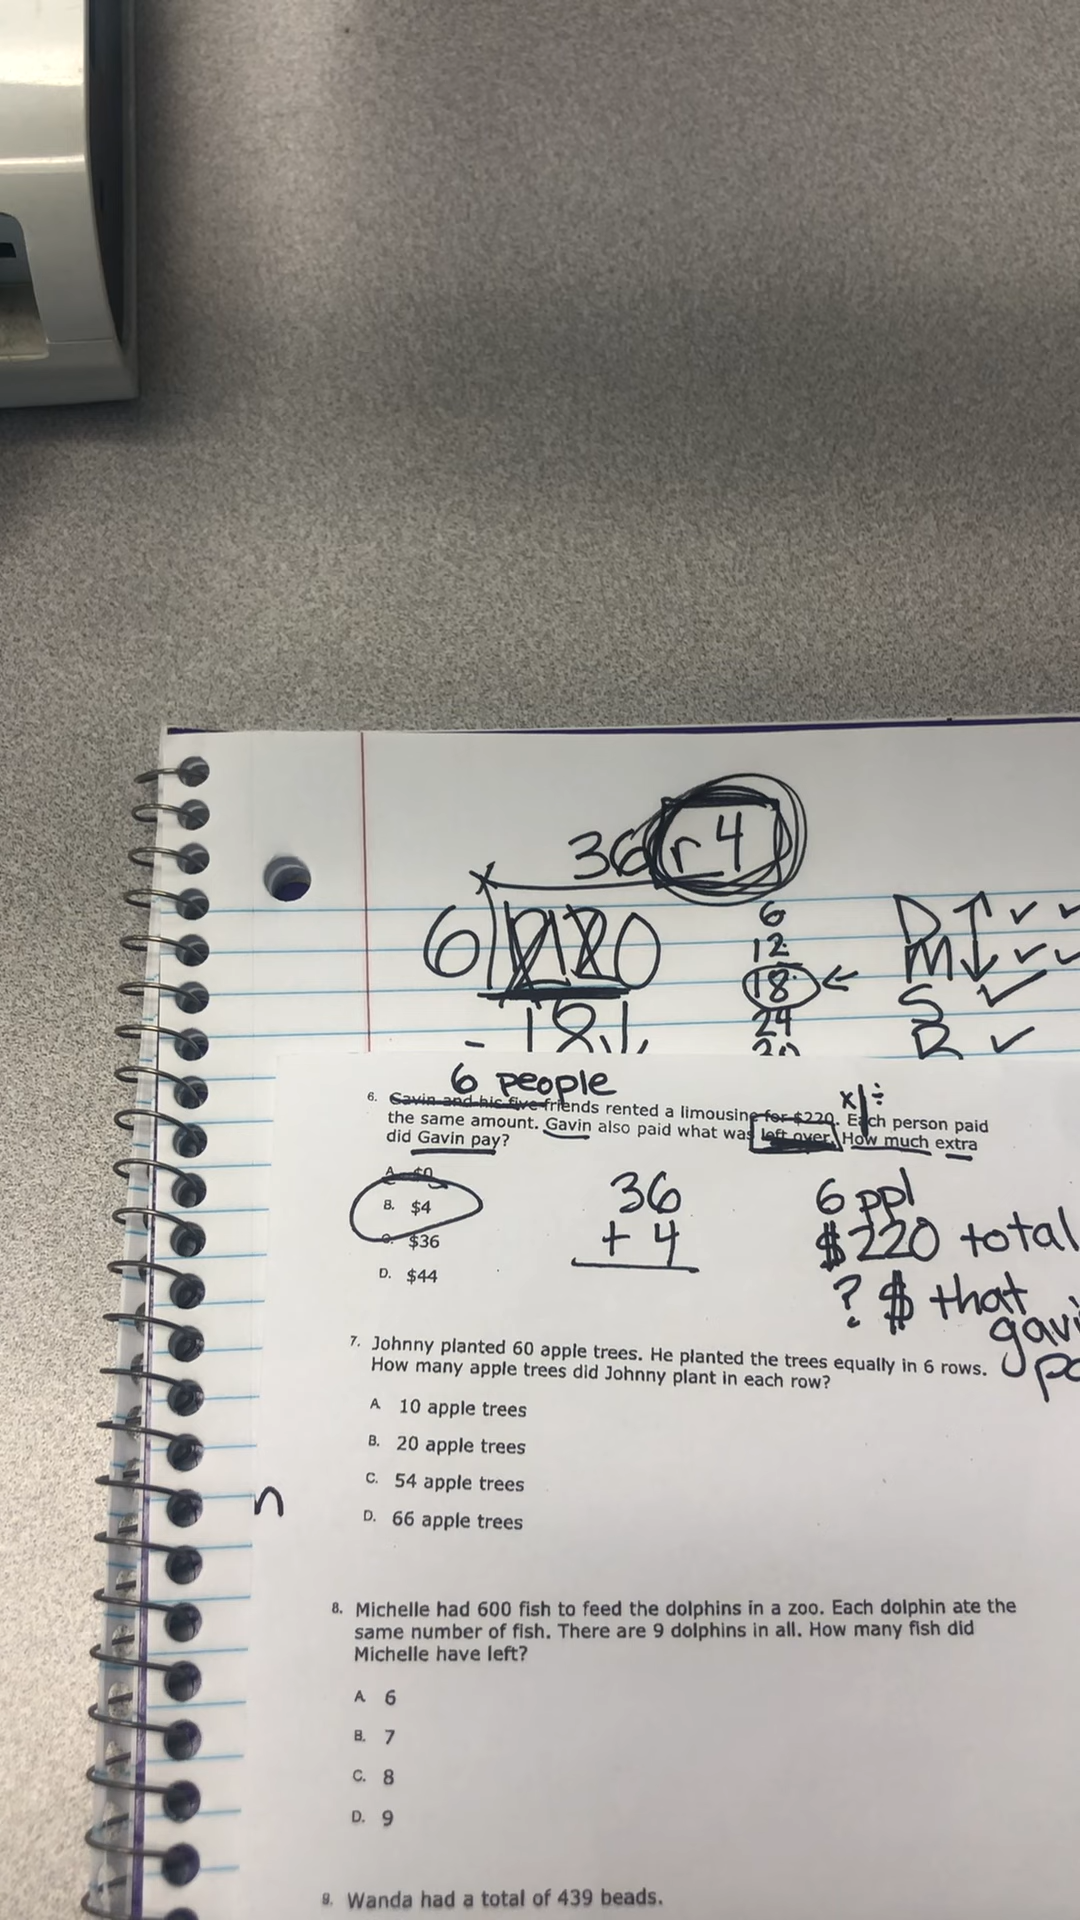 36 r 4
6 220
6
12
18 ←
24
30
D ↑ ✓ ✓
M ↓ ✓ ✓
S ✓
B ✓
- 18 ↓
6 people
x | ÷
6. Gavin and his five friends rented a limousine for $220. Each person paid
the same amount. Gavin also paid what was left over. How much extra
did Gavin pay?
A. $0
B. $4
C. $36
D. $44
36
+ 4
6 ppl
$220 total
? $ that
gavi
pa
7. Johnny planted 60 apple trees. He planted the trees equally in 6 rows.
How many apple trees did Johnny plant in each row?
A 10 apple trees
B. 20 apple trees
C. 54 apple trees
D. 66 apple trees
n
8. Michelle had 600 fish to feed the dolphins in a zoo. Each dolphin ate the
same number of fish. There are 9 dolphins in all. How many fish did
Michelle have left?
A 6
B. 7
C. 8
D. 9
9. Wanda had a total of 439 beads.